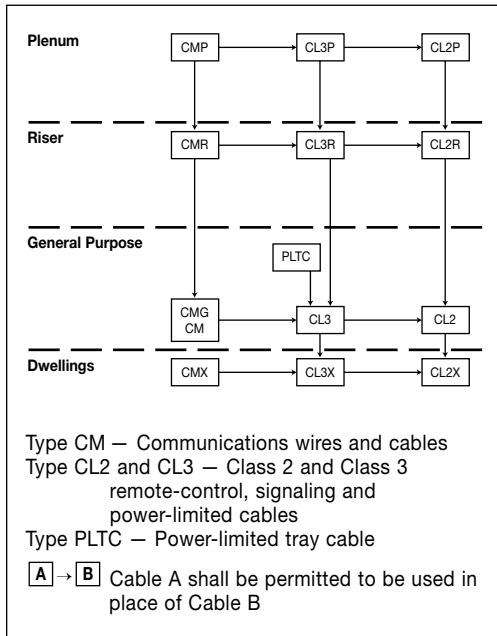 Plenum
CMP
CL3P
CL2P
Riser
CMR
CL3R
CL2R
General Purpose
PLTC
CMG
CM
CL3
CL2
Dwellings
CMX
CL3X
CL2X
Type CM — Communications wires and cables
Type CL2 and CL3 — Class 2 and Class 3
remote-control, signaling and
power-limited cables
Type PLTC — Power-limited tray cable
A → B Cable A shall be permitted to be used in
place of Cable B